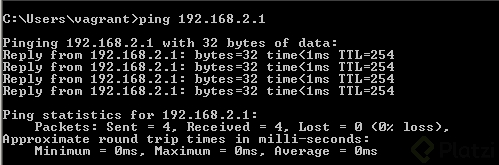 C:\Users\vagrant>ping 192.168.2.1
Pinging 192.168.2.1 with 32 bytes of data:
Reply from 192.168.2.1: bytes=32 time<1ms TTL=254
Reply from 192.168.2.1: bytes=32 time<1ms TTL=254
Reply from 192.168.2.1: bytes=32 time<1ms TTL=254
Reply from 192.168.2.1: bytes=32 time<1ms TTL=254
Ping statistics for 192.168.2.1:
Packets: Sent = 4, Received = 4, Lost = 0 (0% loss),
Approximate round trip times in milli-seconds:
Minimum = 0ms, Maximum = 0ms, Average = 0ms
Platzi